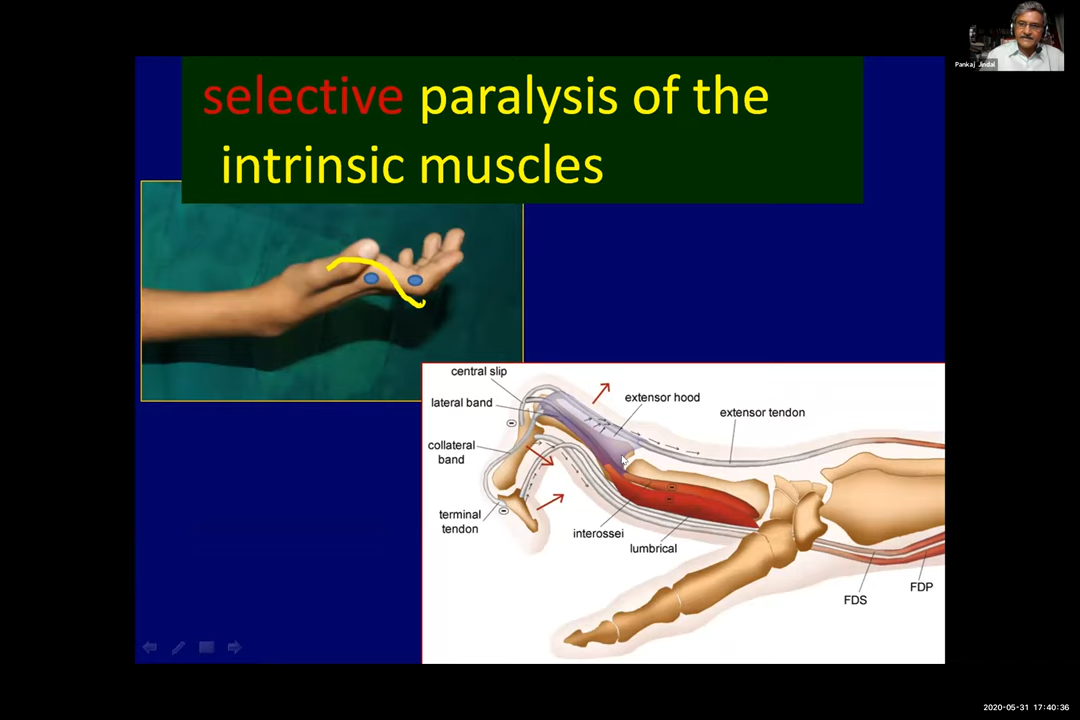 Pankaj Jindal
selective paralysis of the
intrinsic muscles
central slip
lateral band
extensor hood
extensor tendon
collateral
band
terminal
tendon
interossei
lumbrical
FDS
FDP
2020-05-31 17:40:36